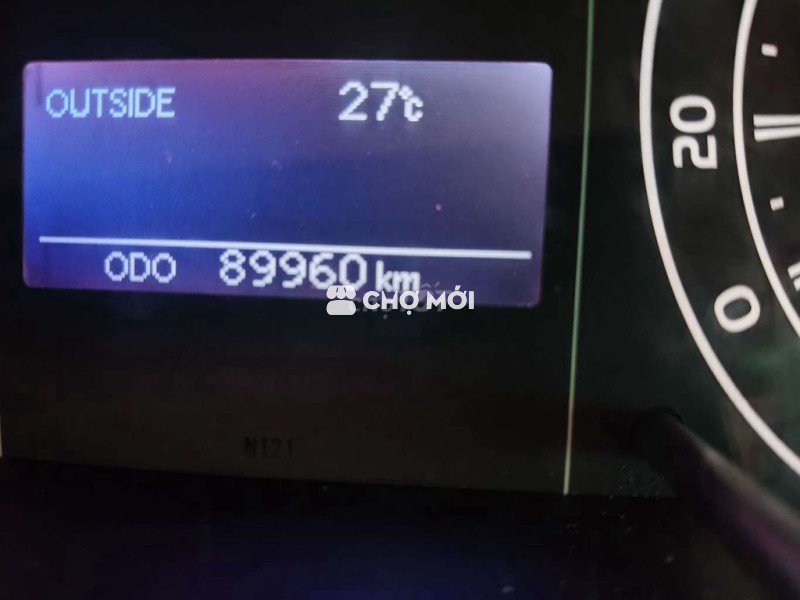 OUTSIDE 27°C
20
ODO 89960 km
CHỢ MỚI
0
N121